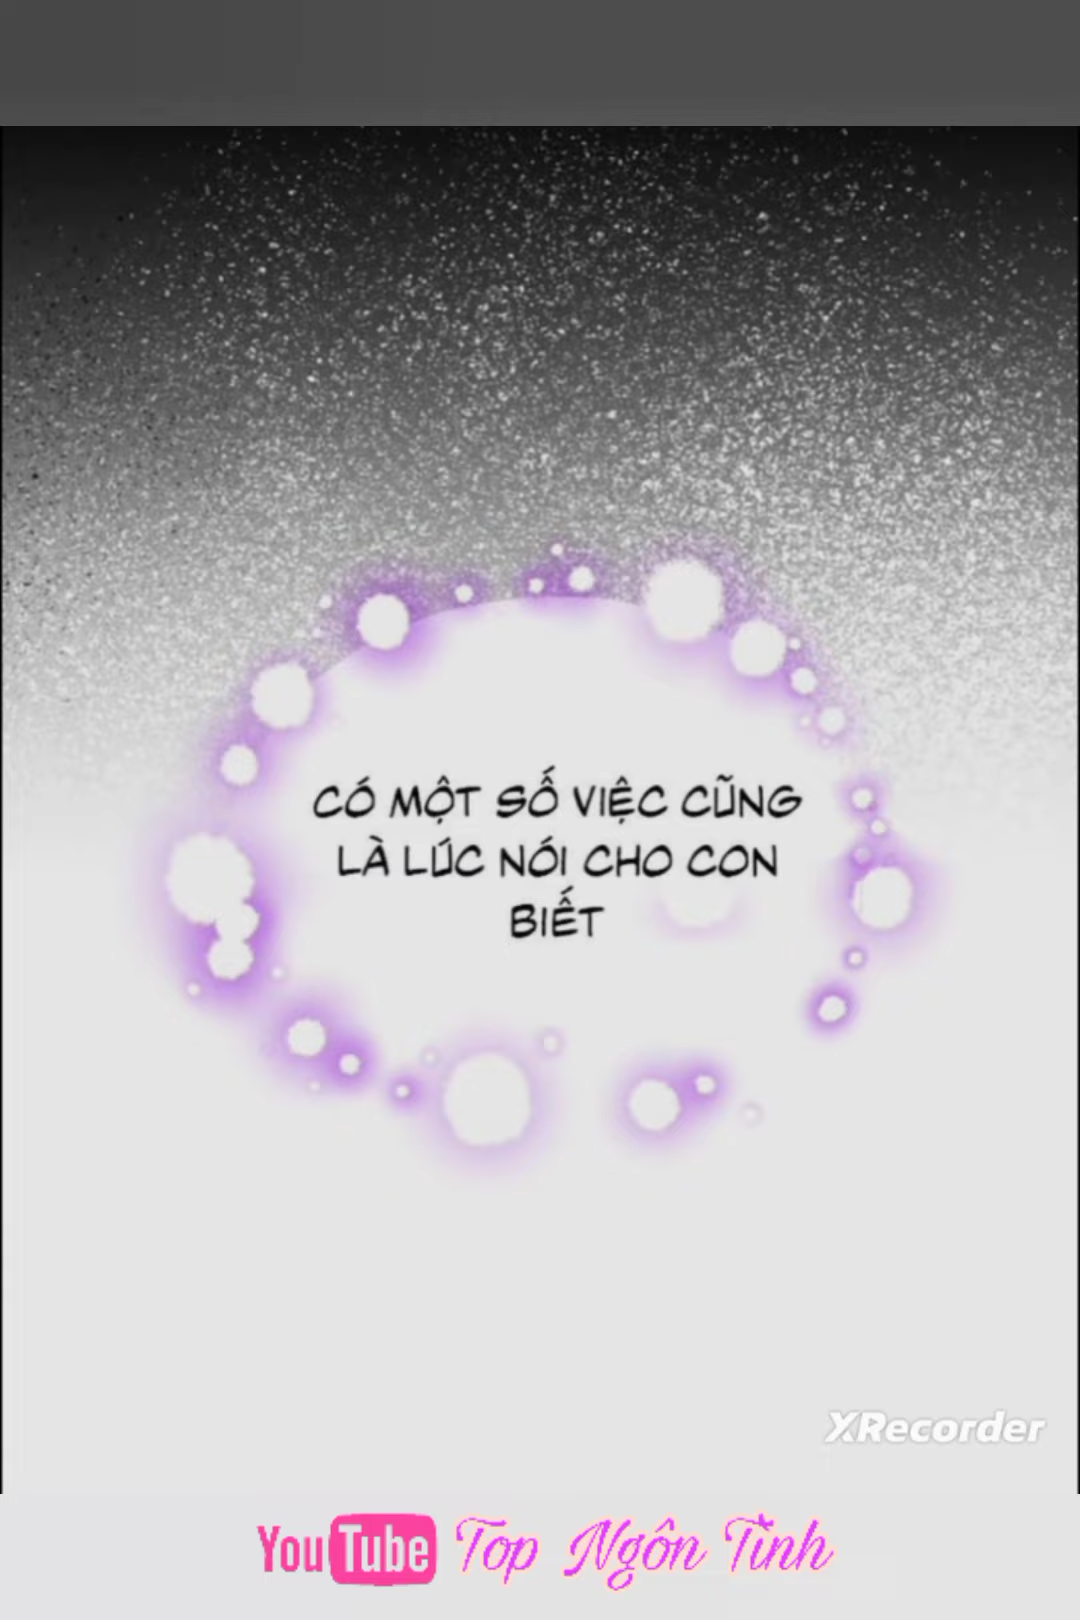 CÓ MỘT SỐ VIỆC CŨNG
LÀ LÚC NÓI CHO CON
BIẾT
XRecorder
YouTube Top Ngôn Tình